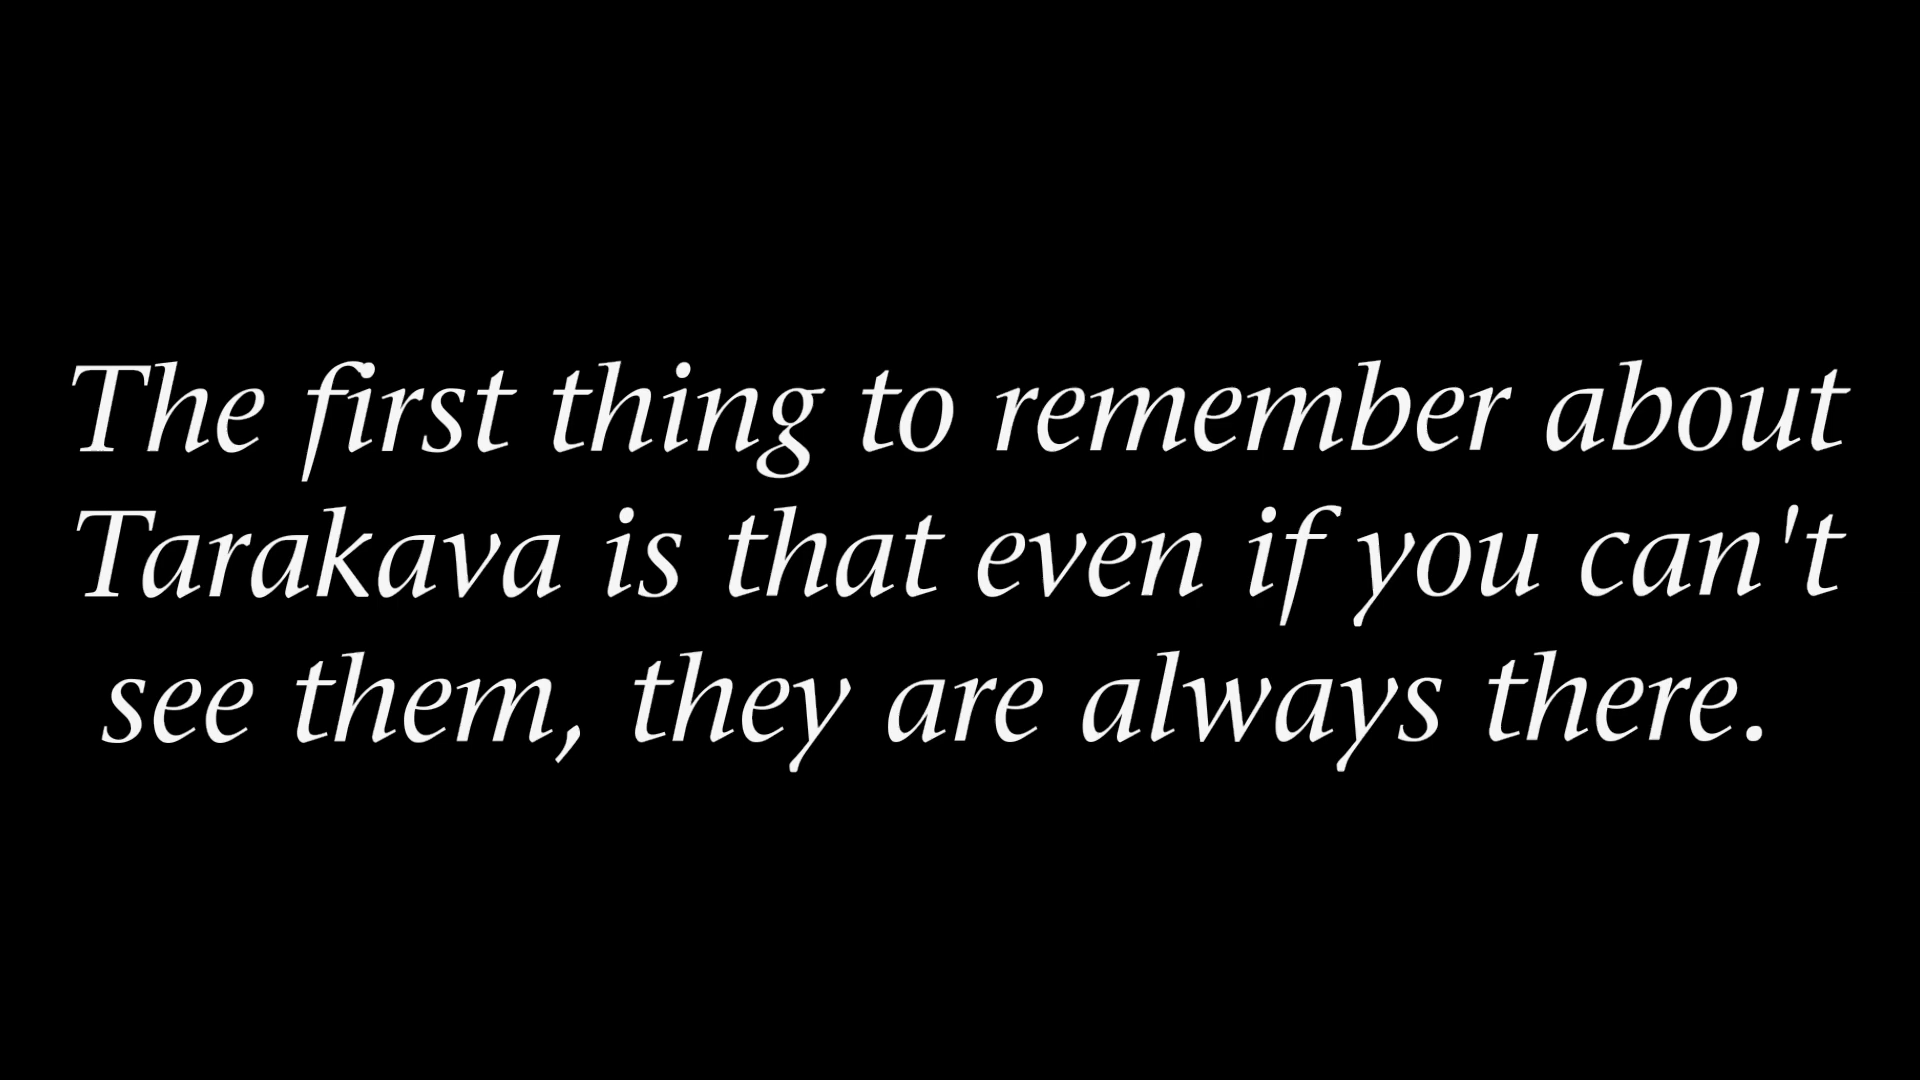 The first thing to remember about
Tarakava is that even if you can't
see them, they are always there.